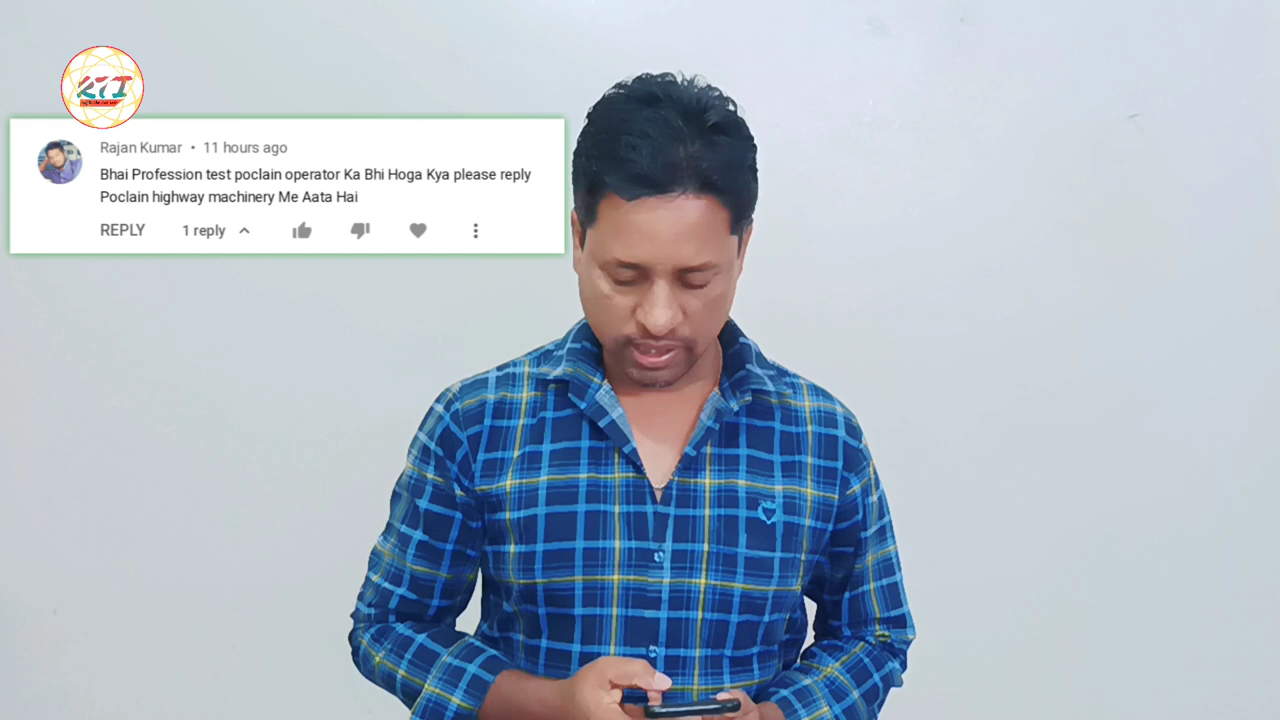 KTI
Rajan Kumar • 11 hours ago
Bhai Profession test poclain operator Ka Bhi Hoga Kya please reply
Poclain highway machinery Me Aata Hai
REPLY 1 reply